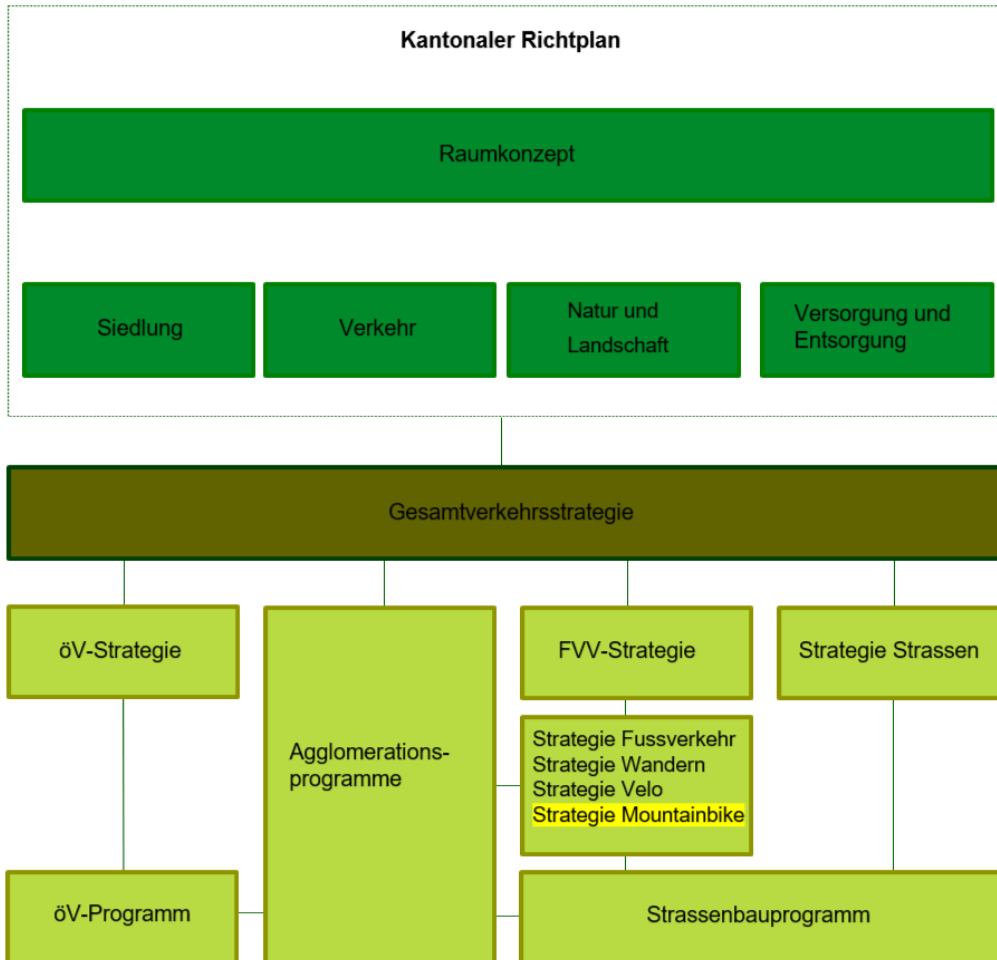 Kantonaler Richtplan
Raumkonzept
Siedlung
Verkehr
Natur und
Landschaft
Versorgung und
Entsorgung
Gesamtverkehrsstrategie
öV-Strategie
Agglomerations-
programme
FVV-Strategie
Strategie Strassen
Strategie Fussverkehr
Strategie Wandern
Strategie Velo
Strategie Mountainbike
öV-Programm
Strassenbauprogramm